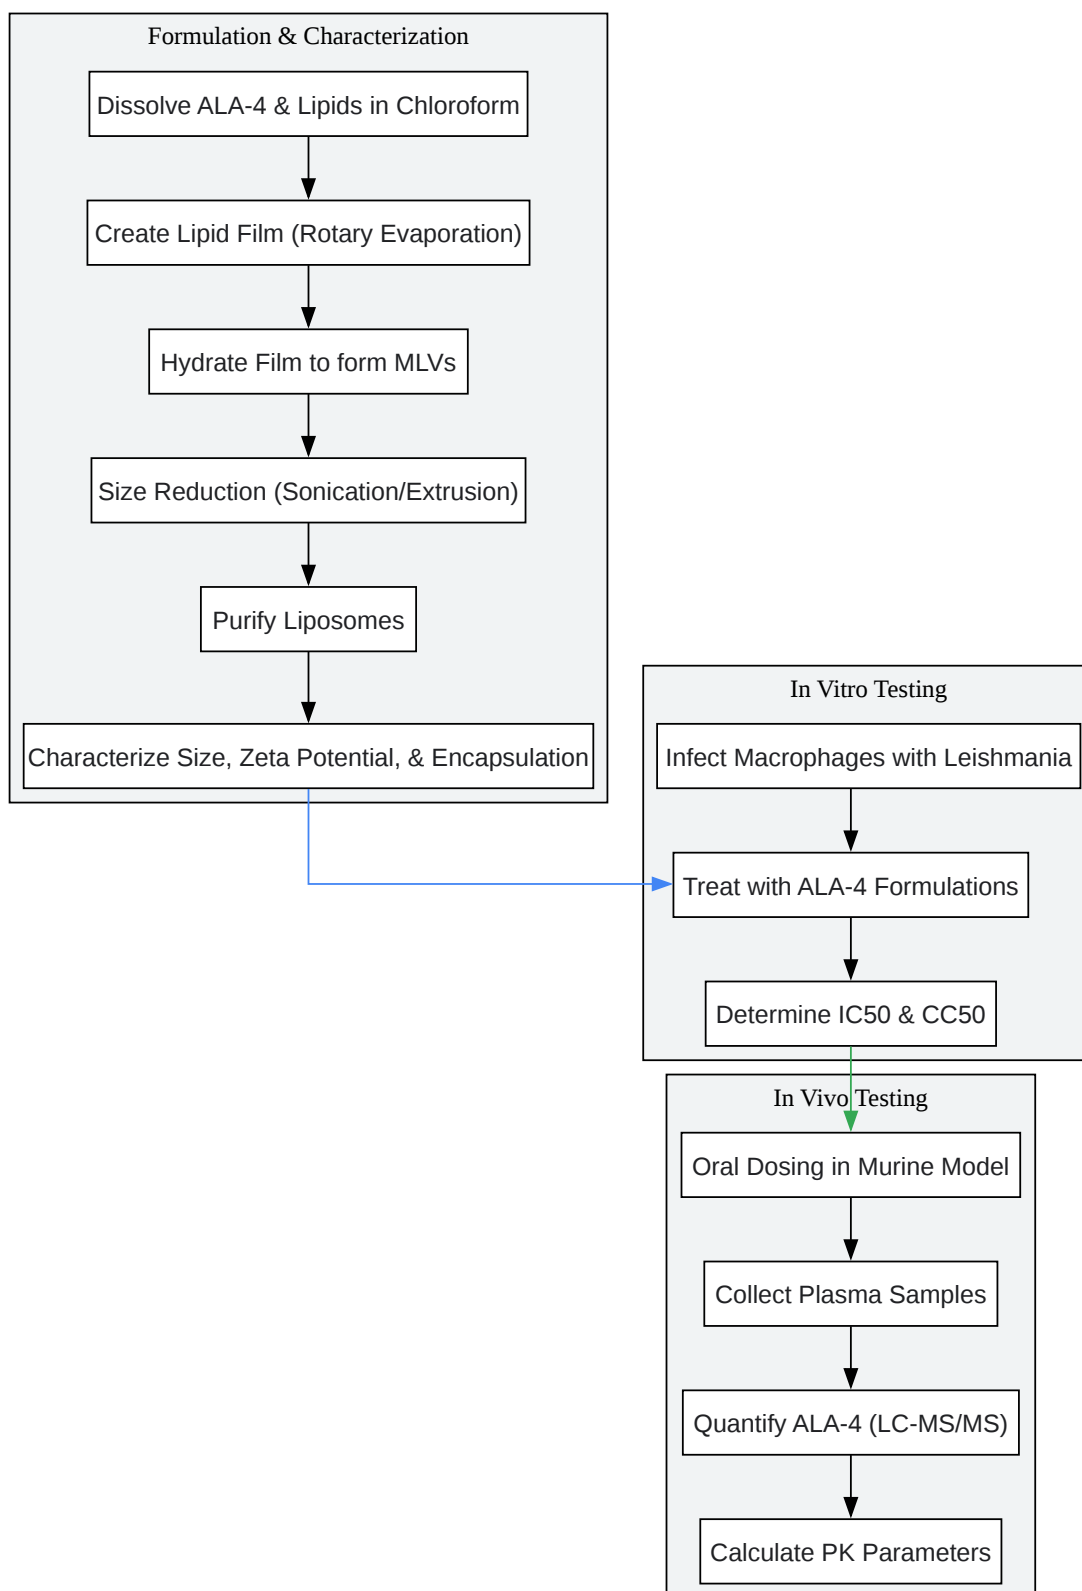 Formulation & Characterization
Dissolve ALA-4 & Lipids in Chloroform
Create Lipid Film (Rotary Evaporation)
Hydrate Film to form MLVs
Size Reduction (Sonication/Extrusion)
Purify Liposomes
Characterize Size, Zeta Potential, & Encapsulation
In Vitro Testing
Infect Macrophages with Leishmania
Treat with ALA-4 Formulations
Determine IC50 & CC50
In Vivo Testing
Oral Dosing in Murine Model
Collect Plasma Samples
Quantify ALA-4 (LC-MS/MS)
Calculate PK Parameters